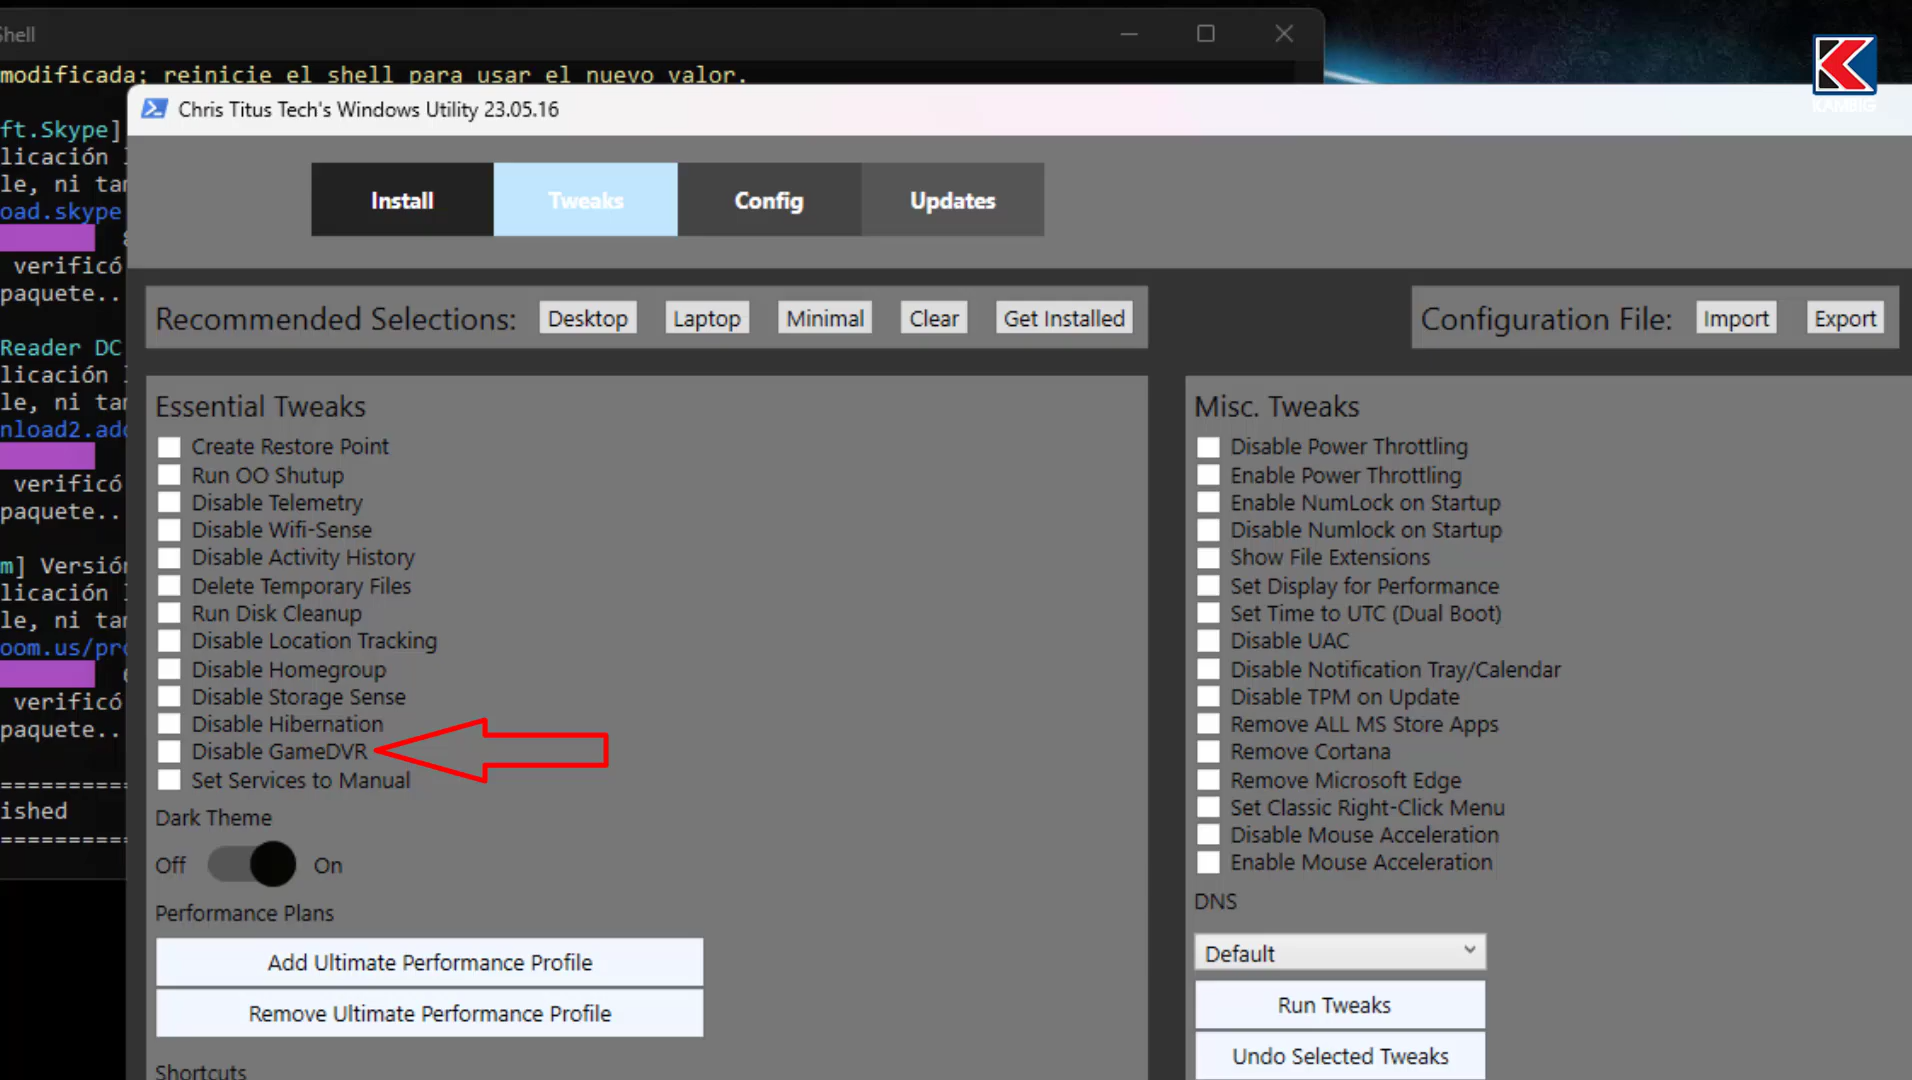 Shell
modificada; reinicie el shell para usar el nuevo valor.
KAMBIG
Chris Titus Tech's Windows Utility 23.05.16
ft.Skype]
licación
le, ni
oad.skype
verificó
paquete..
Reader DC
licación
le, ni
verificó
paquete..
m] Versión
licación
le, ni
oom.us/pro
verificó
paquete..
============
ished
============
Install
Tweaks
Config
Updates
Recommended Selections:
Desktop
Laptop
Minimal
Clear
Get Installed
Configuration File:
Import
Export
Essential Tweaks
Create Restore Point
Run OO Shutup
Disable Telemetry
Disable Wifi-Sense
Disable Activity History
Delete Temporary Files
Run Disk Cleanup
Disable Location Tracking
Disable Homegroup
Disable Storage Sense
Disable Hibernation
Disable GameDVR
Set Services to Manual
Dark Theme
Off
On
Performance Plans
Add Ultimate Performance Profile
Remove Ultimate Performance Profile
Shortcuts
Misc. Tweaks
Disable Power Throttling
Enable Power Throttling
Enable NumLock on Startup
Disable Numlock on Startup
Show File Extensions
Set Display for Performance
Set Time to UTC (Dual Boot)
Disable UAC
Disable Notification Tray/Calendar
Disable TPM on Update
Remove ALL MS Store Apps
Remove Cortana
Remove Microsoft Edge
Set Classic Right-Click Menu
Disable Mouse Acceleration
Enable Mouse Acceleration
DNS
Default
Run Tweaks
Undo Selected Tweaks